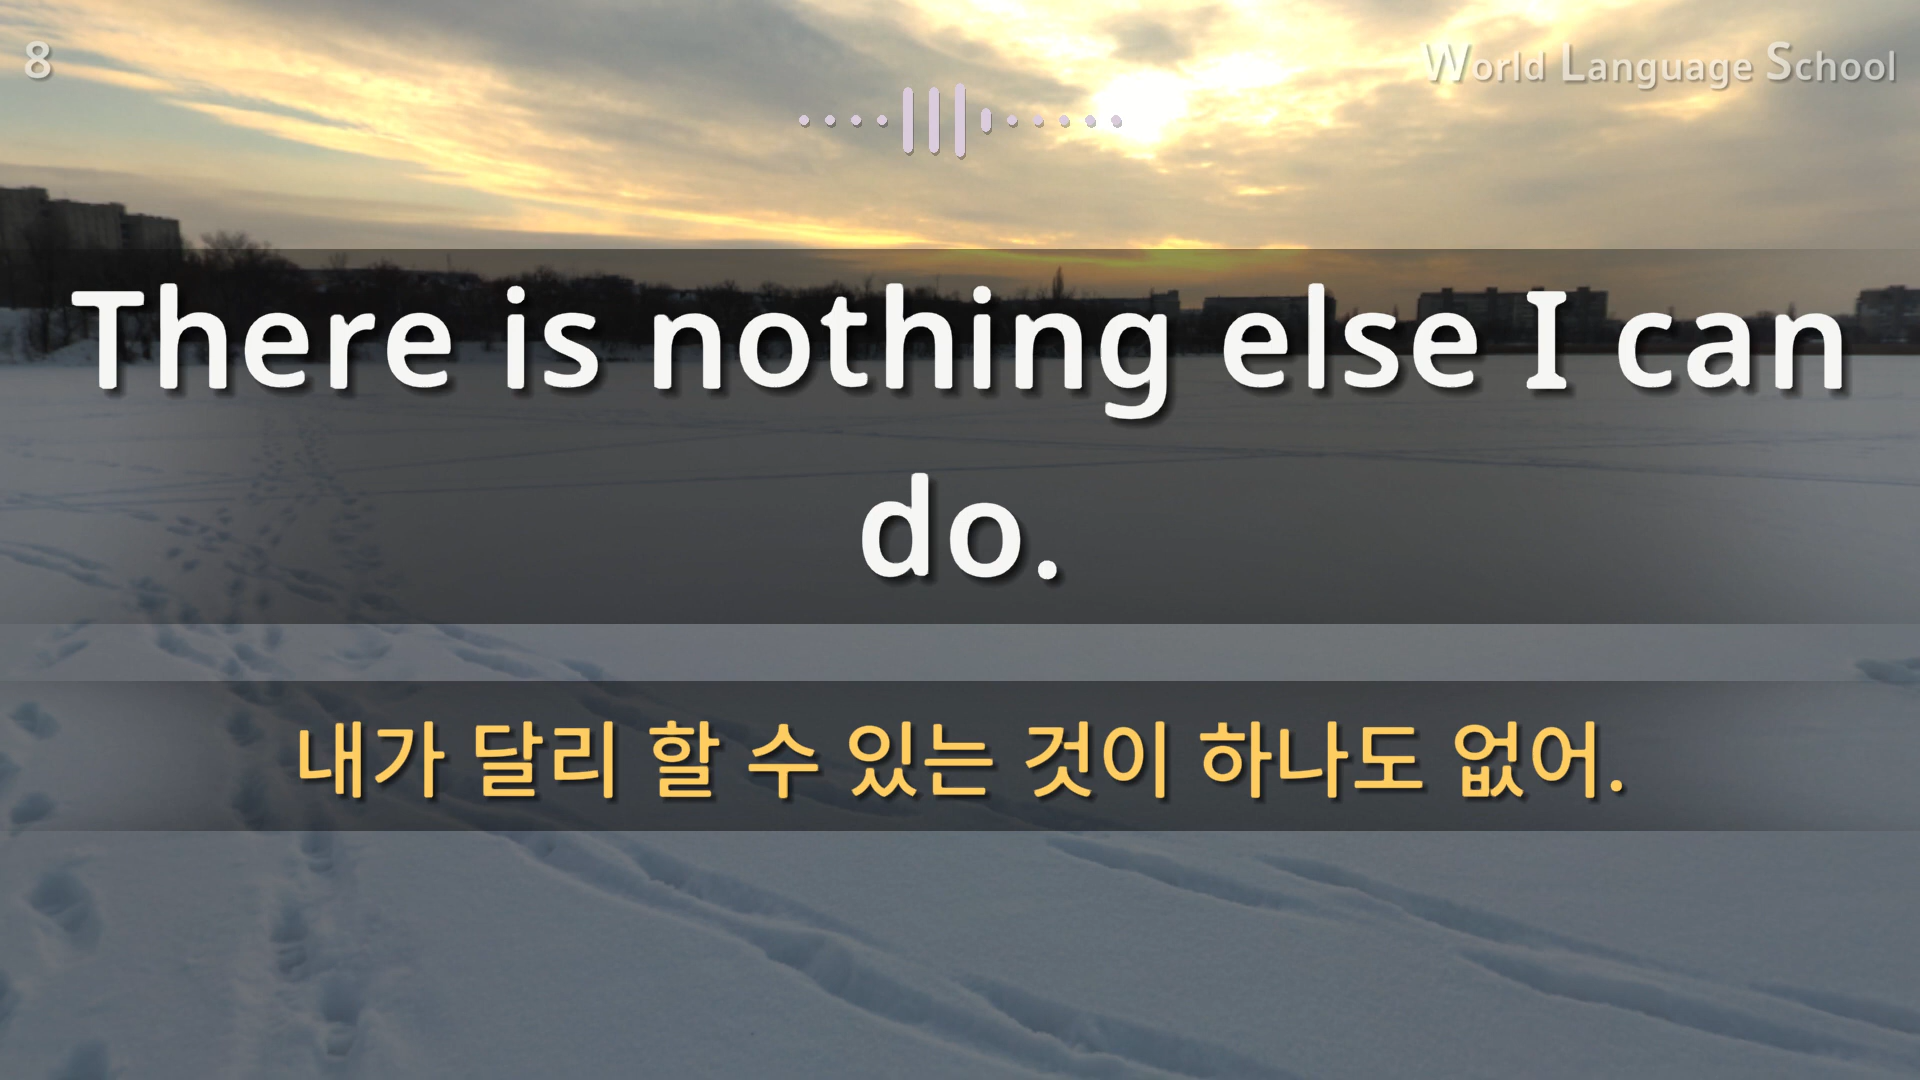 8
World Language School
There is nothing else I can
do.
내가 달리 할 수 있는 것이 하나도 없어.